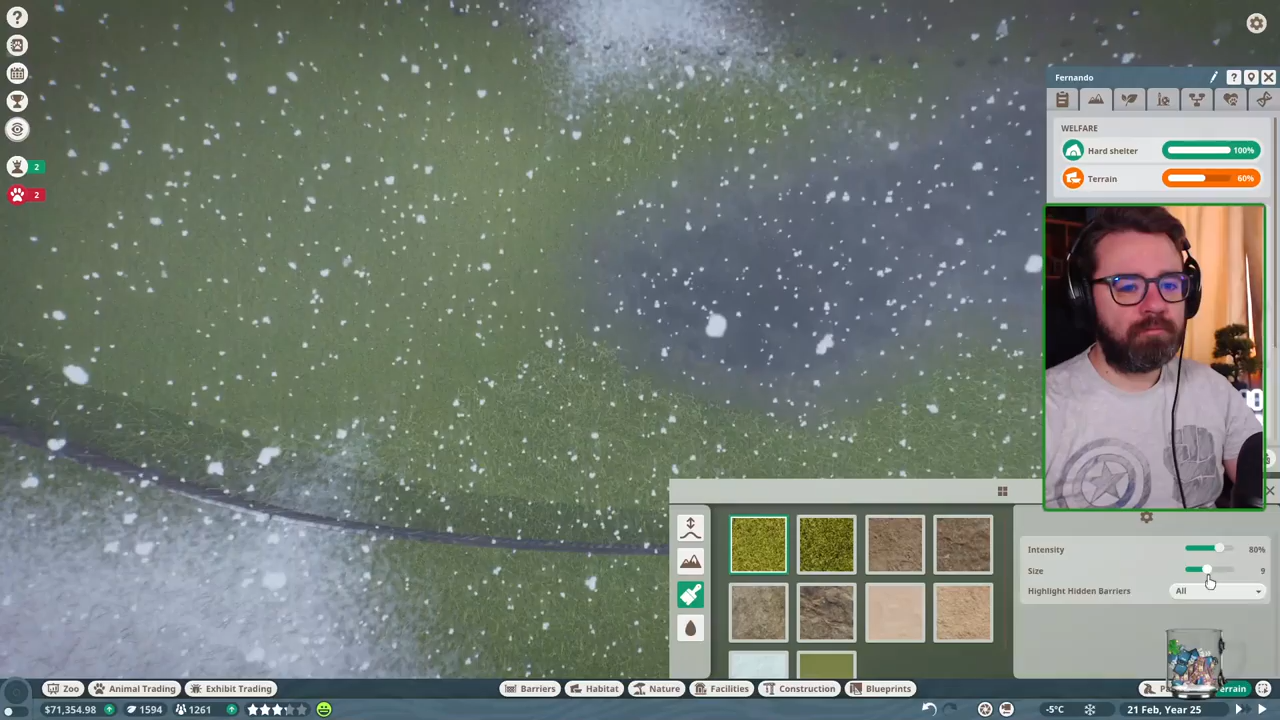 Fernando
?
?
WELFARE
Hard shelter 100%
Terrain 60%
2
2
Intensity 80%
Size 9
Highlight Hidden Barriers All
Zoo Animal Trading Exhibit Trading Barriers Habitat Nature Facilities Construction Blueprints Terrain
$71,354.98 1594 1261 -5°C 21 Feb, Year 25